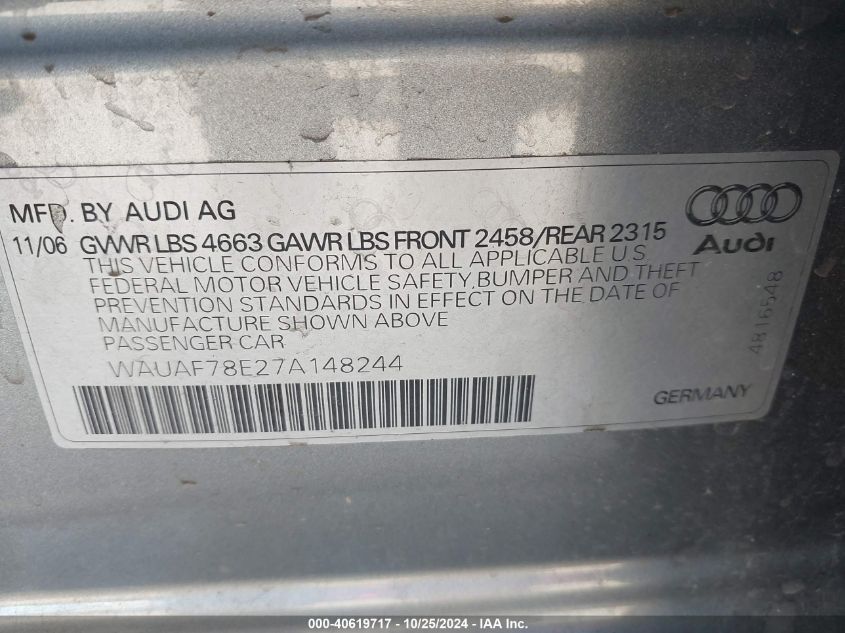 MFD. BY AUDI AG
11/06 GVWR LBS 4663 GAWR LBS FRONT 2458/REAR 2315
THIS VEHICLE CONFORMS TO ALL APPLICABLE U.S.
FEDERAL MOTOR VEHICLE SAFETY, BUMPER AND THEFT
PREVENTION STANDARDS IN EFFECT ON THE DATE OF
MANUFACTURE SHOWN ABOVE
PASSENGER CAR
WAUAF78E27A148244
Audi
4816548
GERMANY
000-40619717 - 10/25/2024 - IAA Inc.